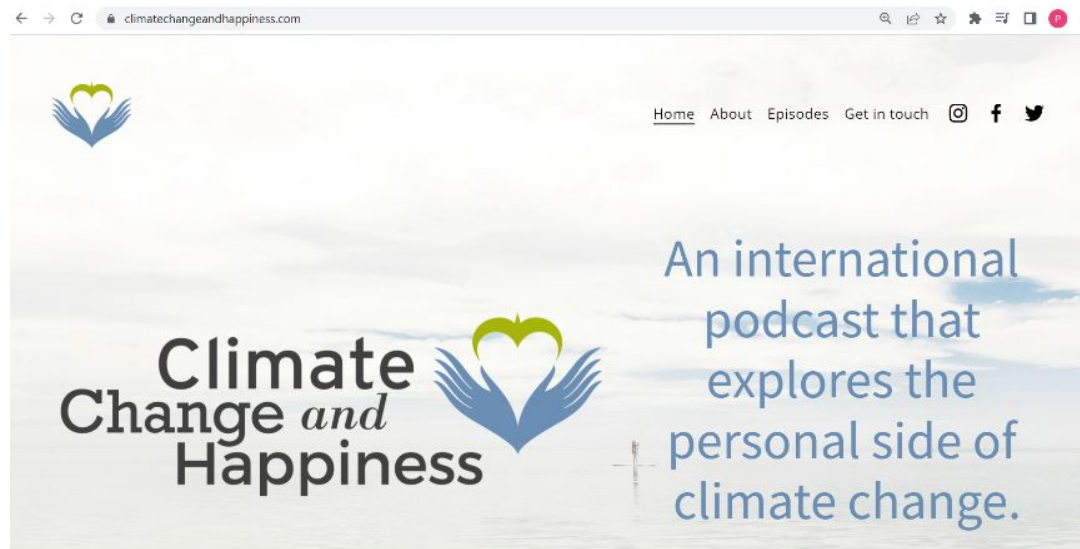 climatechangeandhappiness.com
P
Home About Episodes Get in touch
Climate
Change and
Happiness
An international
podcast that
explores the
personal side of
climate change.